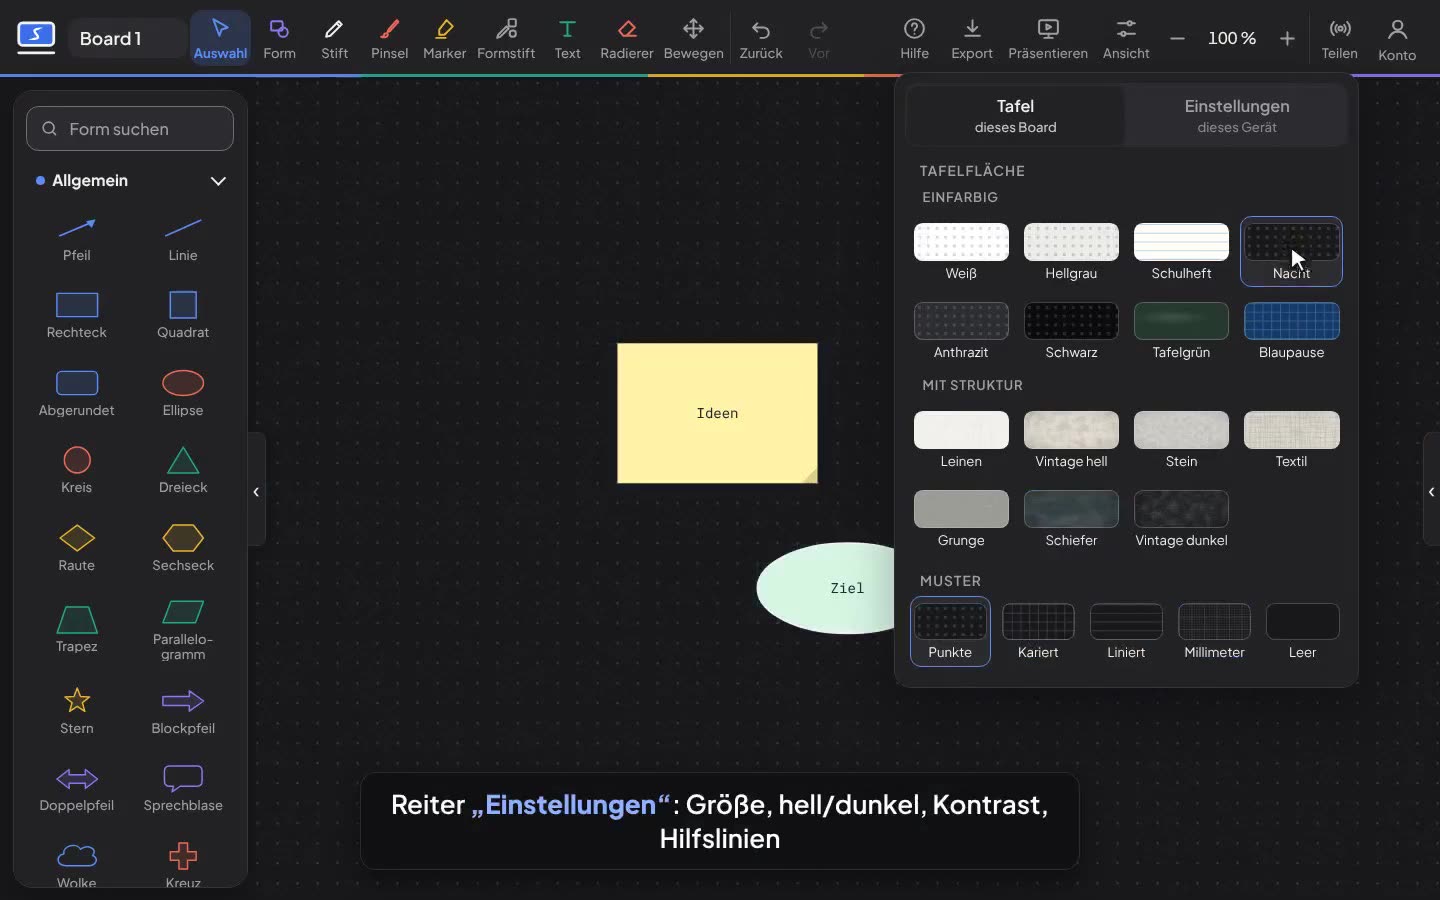 Board 1
Auswahl
Form
Stift
Pinsel
Marker
Formstift
Text
Radierer
Bewegen
Zurück
Vor
Hilfe
Export
Präsentieren
Ansicht
100 %
Teilen
Konto
Form suchen
Allgemein
Pfeil
Linie
Rechteck
Quadrat
Abgerundet
Ellipse
Kreis
Dreieck
Raute
Sechseck
Trapez
Parallelo-
gramm
Stern
Blockpfeil
Doppelpfeil
Sprechblase
Wolke
Kreuz
Ideen
Ziel
Tafel
dieses Board
Einstellungen
dieses Gerät
TAFELFLÄCHE
EINFARBIG
Weiß
Hellgrau
Schulheft
Nacht
Anthrazit
Schwarz
Tafelgrün
Blaupause
MIT STRUKTUR
Leinen
Vintage hell
Stein
Textil
Grunge
Schiefer
Vintage dunkel
MUSTER
Punkte
Kariert
Liniert
Millimeter
Leer
Reiter „Einstellungen“: Größe, hell/dunkel, Kontrast,
Hilfslinien